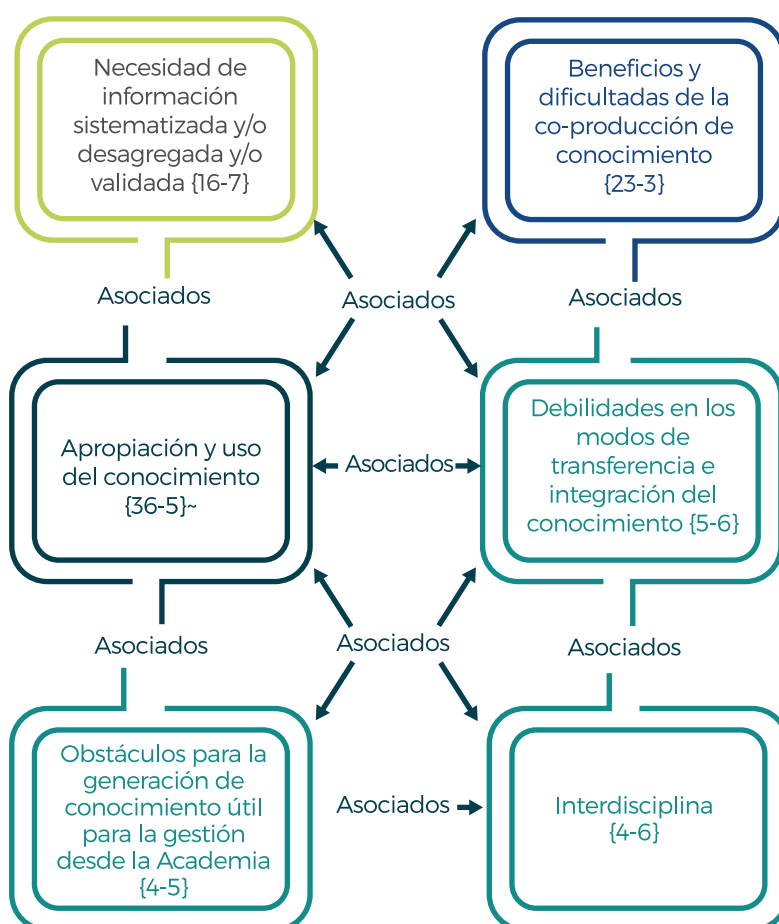 Necesidad de
información
sistematizada y/o
desagregada y/o
validada {16-7}
Beneficios y
dificultadas de la
co-producción de
conocimiento
{23-3}
Asociados
Asociados
Asociados
Apropiación y uso
del conocimiento
{36-5}~
Asociados
Debilidades en los
modos de
transferencia e
integración del
conocimiento {5-6}
Asociados
Asociados
Asociados
Obstáculos para la
generación de
conocimiento útil
para la gestión
desde la Academia
{4-5}
Asociados
Interdisciplina
{4-6}